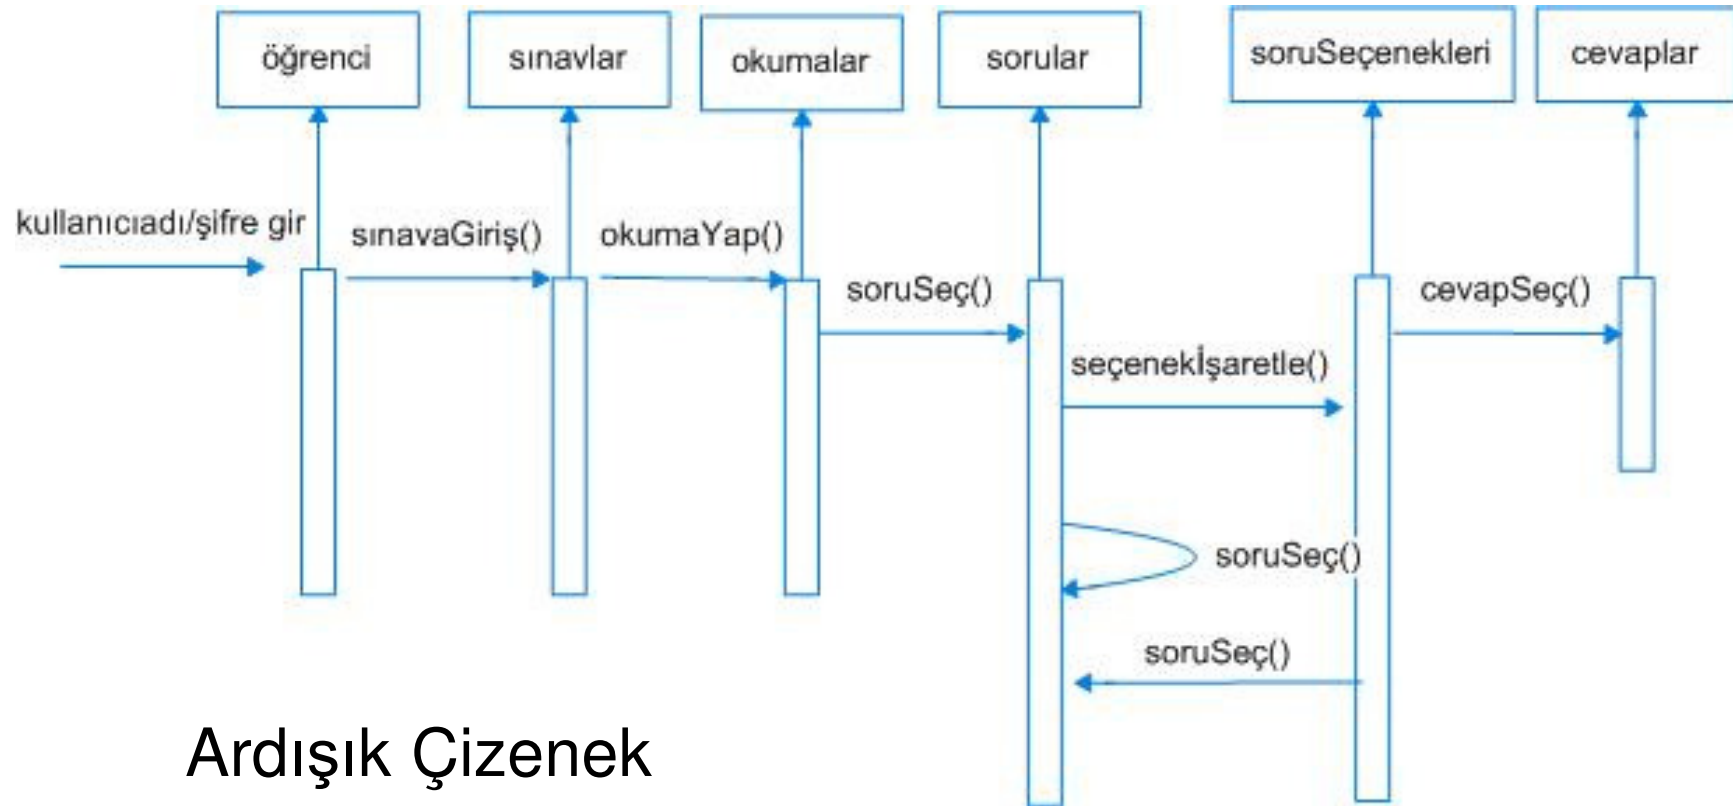 öğrenci
sınavlar
okumalar
sorular
soruSeçenekleri
cevaplar
kullanıcıadı/şifre gir
sınavaGiriş()
okumaYap()
soruSeç()
cevapSeç()
seçenekİşaretle()
soruSeç()
soruSeç()
Ardışık Çizenek